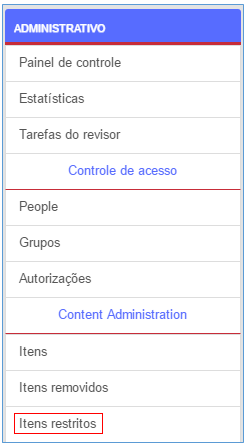 ADMINISTRATIVO
Painel de controle
Estatísticas
Tarefas do revisor
Controle de acesso
People
Grupos
Autorizações
Content Administration
Itens
Itens removidos
Itens restritos